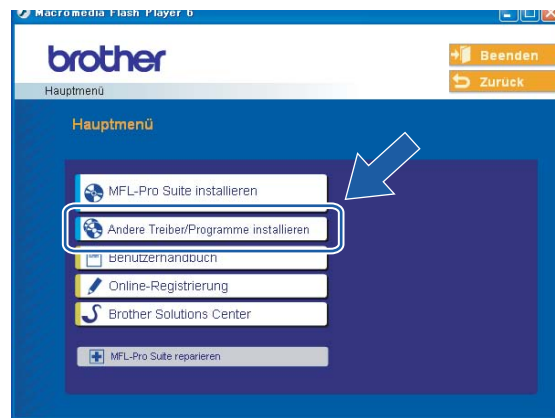 Macromedia Flash Player 6
brother
Beenden
Zurück
Hauptmenü
Hauptmenü
MFL-Pro Suite installieren
Andere Treiber/Programme installieren
Benutzerhandbuch
Online-Registrierung
Brother Solutions Center
MFL-Pro Suite reparieren